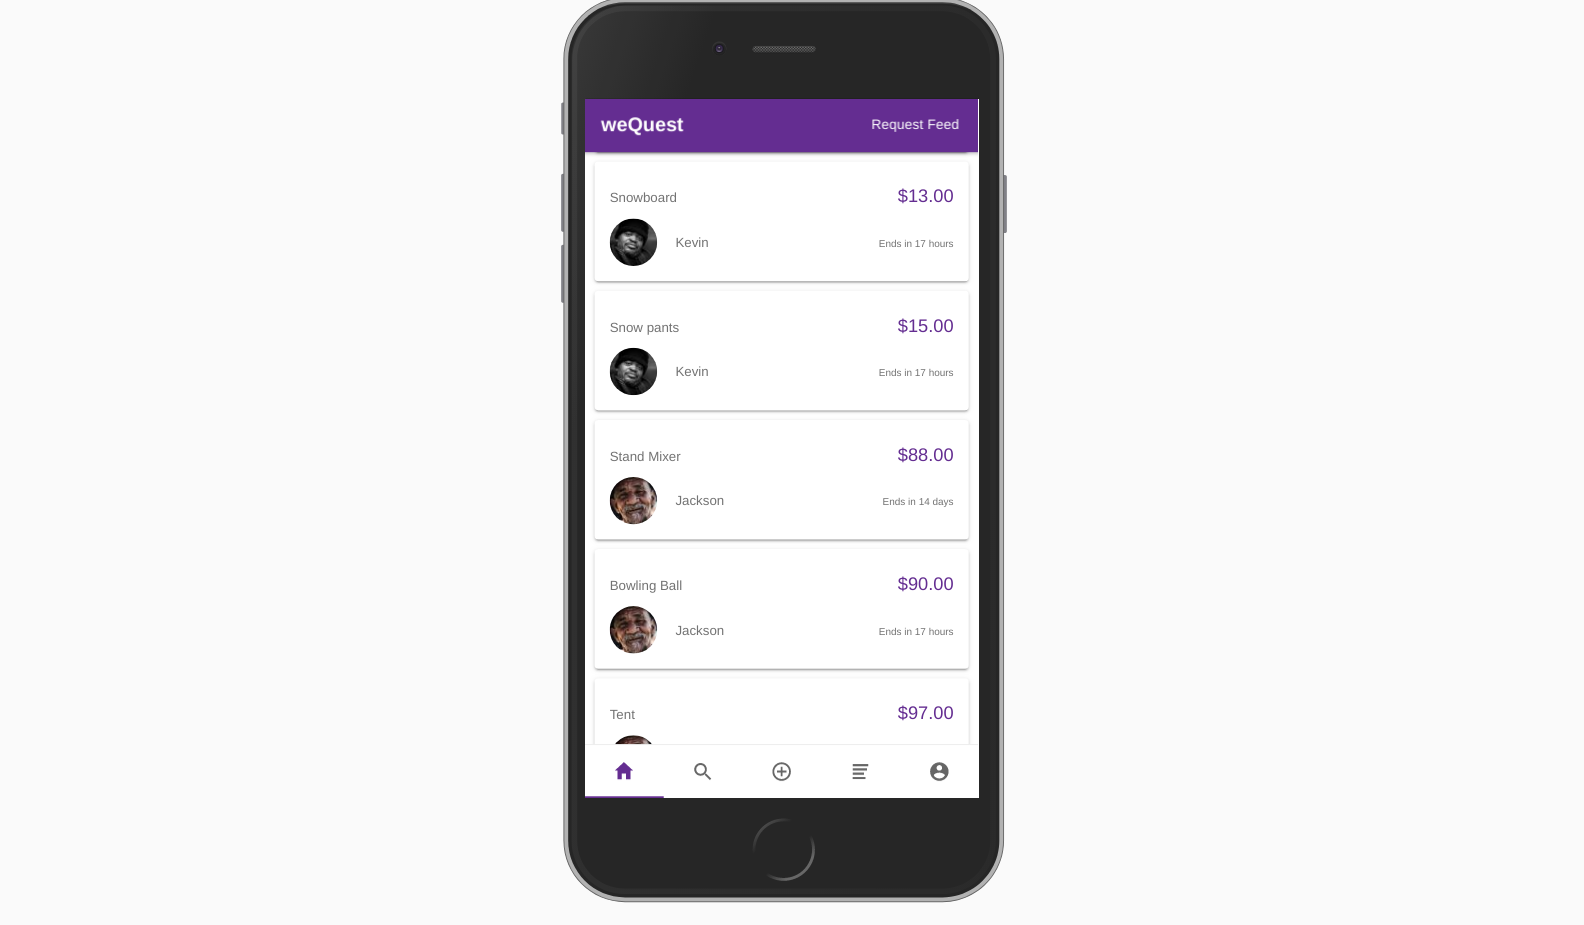 weQuest Request Feed
Snowboard $13.00
Kevin Ends in 17 hours
Snow pants $15.00
Kevin Ends in 17 hours
Stand Mixer $88.00
Jackson Ends in 14 days
Bowling Ball $90.00
Jackson Ends in 17 hours
Tent $97.00